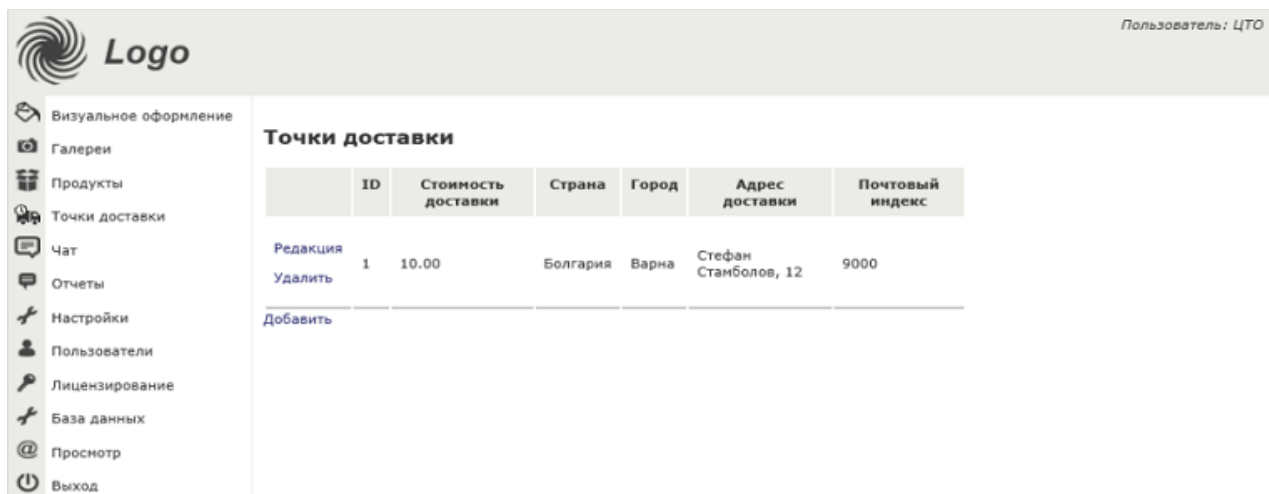 Logo
Пользователь: ЦТО
Визуальное оформление
Галереи
Продукты
Точки доставки
Чат
Отчеты
Настройки
Пользователи
Лицензирование
База данных
Просмотр
Выход
Точки доставки
ID Стоимость доставки Страна Город Адрес доставки Почтовый индекс
Редакция
Удалить
1 10.00 Болгария Варна Стефан Стамболов, 12 9000
Добавить